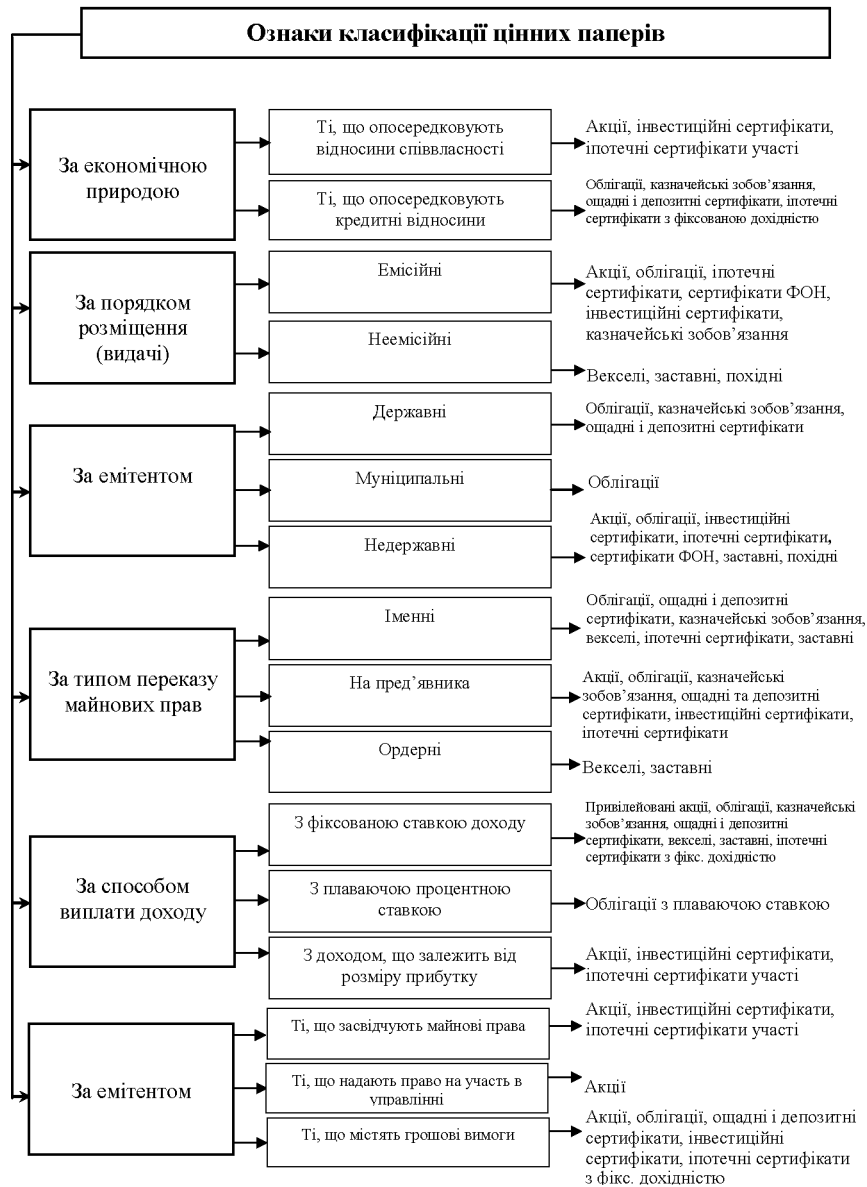 Ознаки класифікації цінних паперів
За економічною
природою
Ті, що опосередковують
відносини співвласності
Акції, інвестиційні сертифікати,
іпотечні сертифікати участі
Ті, що опосередковують
кредитні відносини
Облігації, казначейські зобов’язання,
ощадні і депозитні сертифікати, іпотечні
сертифікати з фіксованою дохідністю
За порядком
розміщення
(видачі)
Емісійні
Акції, облігації, іпотечні
сертифікати, сертифікати ФОН,
інвестиційні сертифікати,
казначейські зобов’язання
Неемісійні
Векселі, заставні, похідні
За емітентом
Державні
Облігації, казначейські зобов’язання,
ощадні і депозитні сертифікати
Муніципальні
Облігації
Недержавні
Акції, облігації, інвестиційні
сертифікати, іпотечні сертифікати,
сертифікати ФОН, заставні, похідні
За типом переказу
майнових прав
Іменні
Облігації, ощадні і депозитні
сертифікати, казначейські зобов’язання,
векселі, іпотечні сертифікати, заставні
На пред’явника
Акції, облігації, казначейські
зобов’язання, ощадні та депозитні
сертифікати, інвестиційні сертифікати,
іпотечні сертифікати
Ордерні
Векселі, заставні
За способом
виплати доходу
З фіксованою ставкою доходу
Привілейовані акції, облігації, казначейські
зобов’язання, ощадні і депозитні
сертифікати, векселі, заставні, іпотечні
сертифікати з фікс. дохідністю
З плаваючою процентною
ставкою
Облігації з плаваючою ставкою
З доходом, що залежить від
розміру прибутку
Акції, інвестиційні сертифікати,
іпотечні сертифікати участі
За емітентом
Ті, що засвідчують майнові права
Акції, інвестиційні сертифікати,
іпотечні сертифікати участі
Ті, що надають право на участь в
управлінні
Акції
Ті, що містять грошові вимоги
Акції, облігації, ощадні і депозитні
сертифікати, інвестиційні
сертифікати, іпотечні сертифікати
з фікс. дохідністю